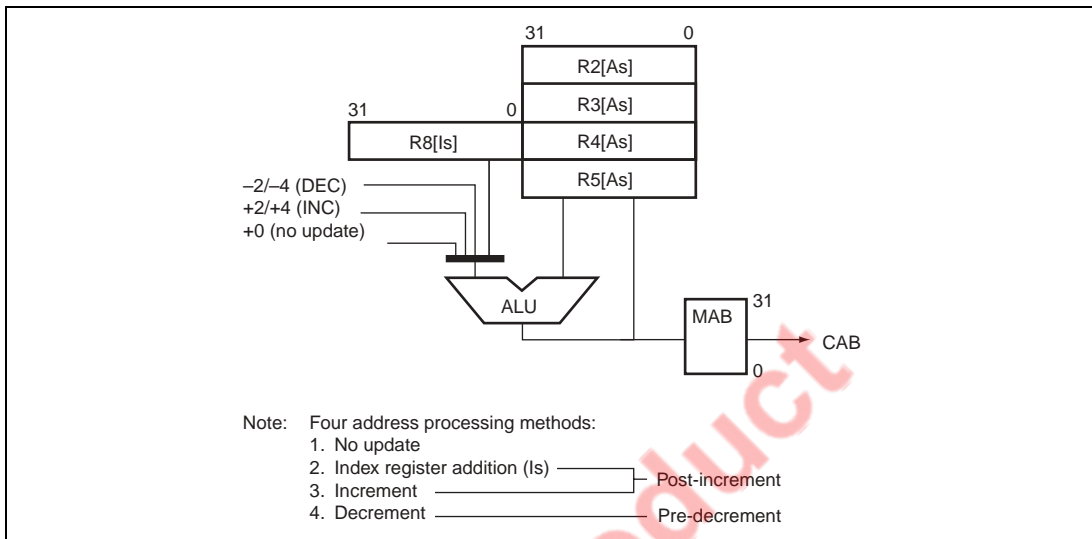 31 0
R2[As]
R3[As]
31 0
R8[Is] R4[As]
R5[As]
–2/–4 (DEC)
+2/+4 (INC)
+0 (no update)
ALU
MAB
31
0
CAB
Note: Four address processing methods:
1. No update
2. Index register addition (Is)
3. Increment
Post-increment
4. Decrement
Pre-decrement
duct